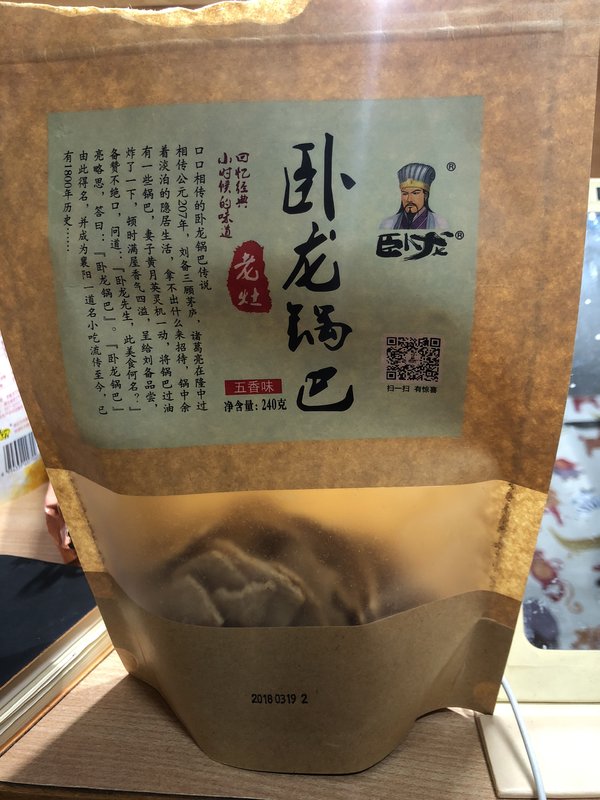 卧龙锅巴
®
卧龙®
扫一扫 有惊喜
回忆经典
小时候的味道
老灶
五香味
净含量：240克
口口相传的卧龙锅巴传说
相传公元207年，刘备三顾茅庐，诸葛亮在隆中过
着淡泊的隐居生活，拿不出什么来招待，锅中余
有一些锅巴，妻子黄月英灵机一动，将锅巴过油
炸了一下，顿时满屋香气四溢，呈给刘备品尝，
备赞不绝口，问道：『卧龙先生，此美食何名？』
亮略思，答曰：『卧龙锅巴』。『卧龙锅巴』
由此得名，并成为襄阳一道名小吃流传至今，已
有1800年历史……
20180319 2